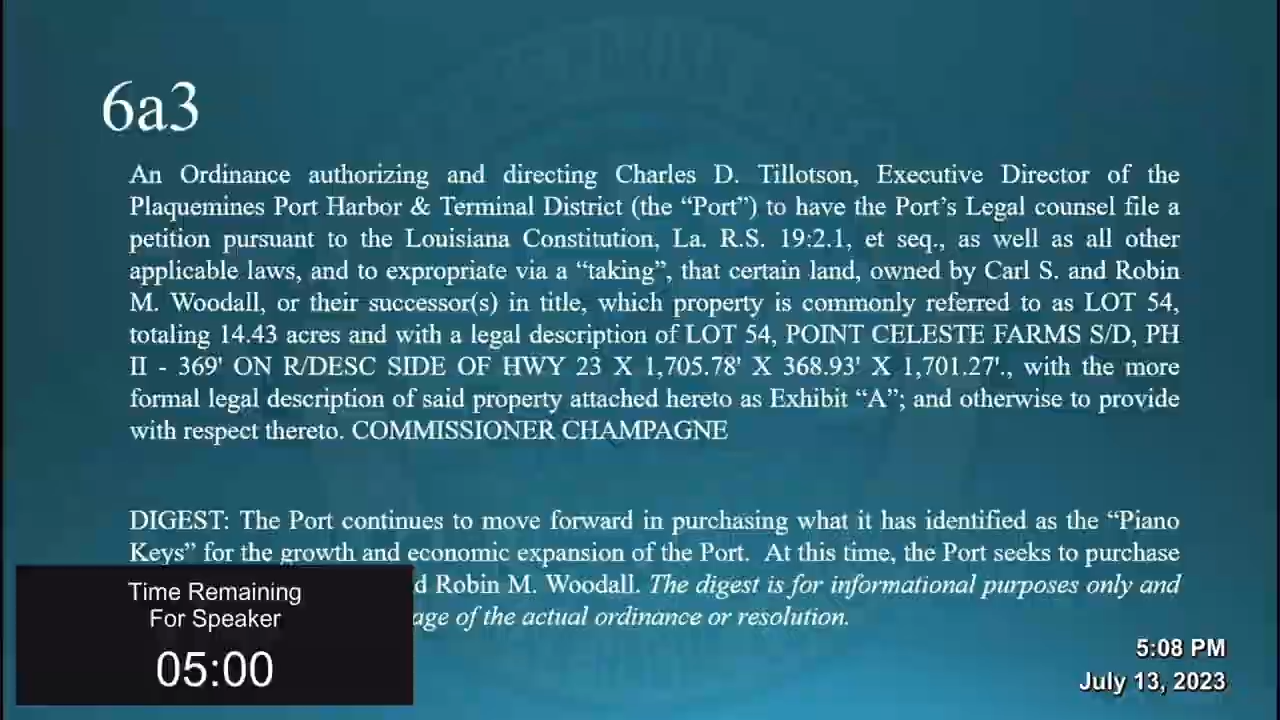 6a3
An Ordinance authorizing and directing Charles D. Tillotson, Executive Director of the
Plaquemines Port Harbor & Terminal District (the “Port”) to have the Port’s Legal counsel file a
petition pursuant to the Louisiana Constitution, La. R.S. 19:2.1, et seq., as well as all other
applicable laws, and to expropriate via a “taking”, that certain land, owned by Carl S. and Robin
M. Woodall, or their successor(s) in title, which property is commonly referred to as LOT 54,
totaling 14.43 acres and with a legal description of LOT 54, POINT CELESTE FARMS S/D, PH
II - 369' ON R/DESC SIDE OF HWY 23 X 1,705.78' X 368.93' X 1,701.27'., with the more
formal legal description of said property attached hereto as Exhibit “A”; and otherwise to provide
with respect thereto. COMMISSIONER CHAMPAGNE
DIGEST: The Port continues to move forward in purchasing what it has identified as the “Piano
Keys” for the growth and economic expansion of the Port. At this time, the Port seeks to purchase
Robin M. Woodall. The digest is for informational purposes only and
of the actual ordinance or resolution.
Time Remaining
For Speaker
05:00
5:08 PM
July 13, 2023